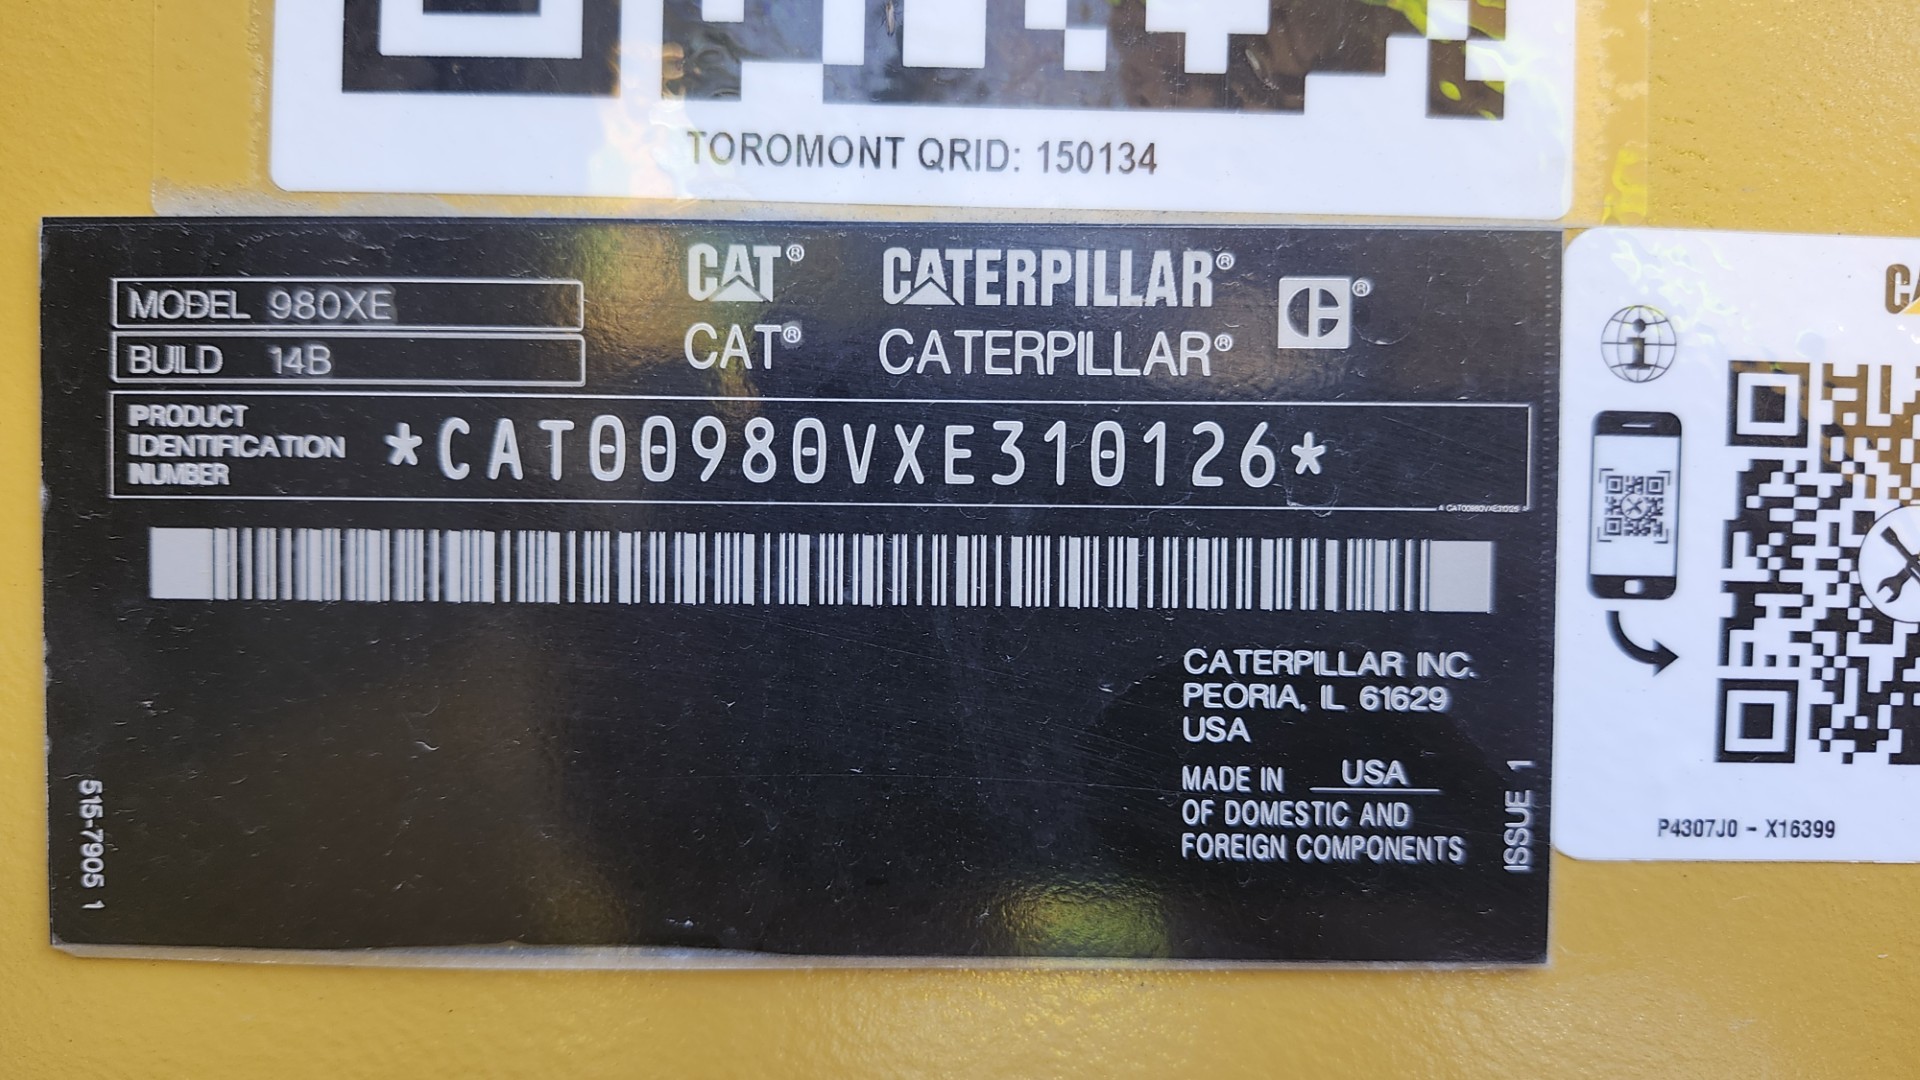 TOROMONT QRID: 150134
CAT® CATERPILLAR®
CAT® CATERPILLAR®
MODEL 980XE
BUILD 14B
PRODUCT
IDENTIFICATION
NUMBER
*CAT00980VXE310126*
CATERPILLAR INC.
PEORIA, IL 61629
USA
MADE IN USA
OF DOMESTIC AND
FOREIGN COMPONENTS
515-7905 1
ISSUE 1
P4307J0 - X16399